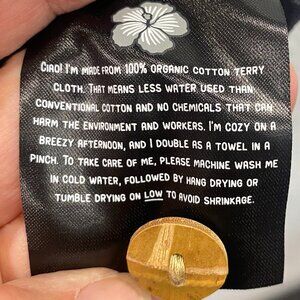 Ciao! I'm made from 100% organic cotton terry
cloth. That means less water used than
conventional cotton and no chemicals that can
harm the environment and workers. I'm cozy on a
breezy afternoon, and I double as a towel in a
pinch. To take care of me, please machine wash me
in cold water, followed by hang drying or
tumble drying on low to avoid shrinkage.